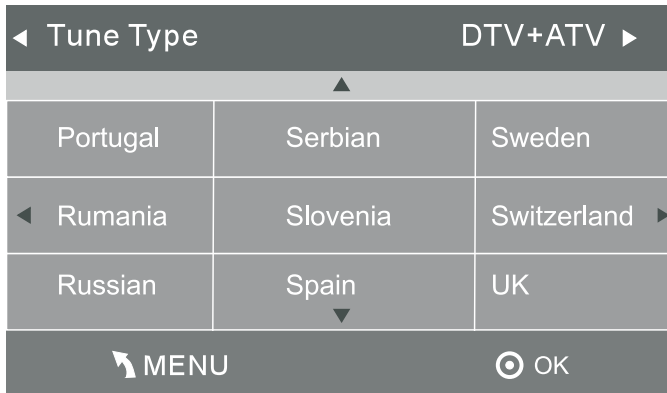 Tune Type DTV+ATV
Portugal Serbian Sweden
Rumania Slovenia Switzerland
Russian Spain UK
MENU OK